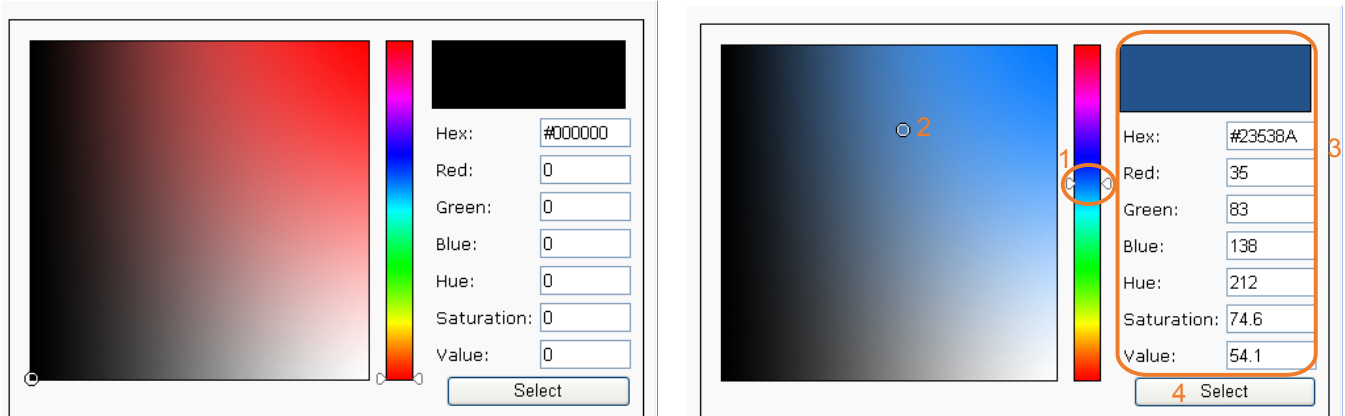 Hex: #000000
Red: 0
Green: 0
Blue: 0
Hue: 0
Saturation: 0
Value: 0
Select
1
2
3
Hex: #23538A
Red: 35
Green: 83
Blue: 138
Hue: 212
Saturation: 74.6
Value: 54.1
4 Select